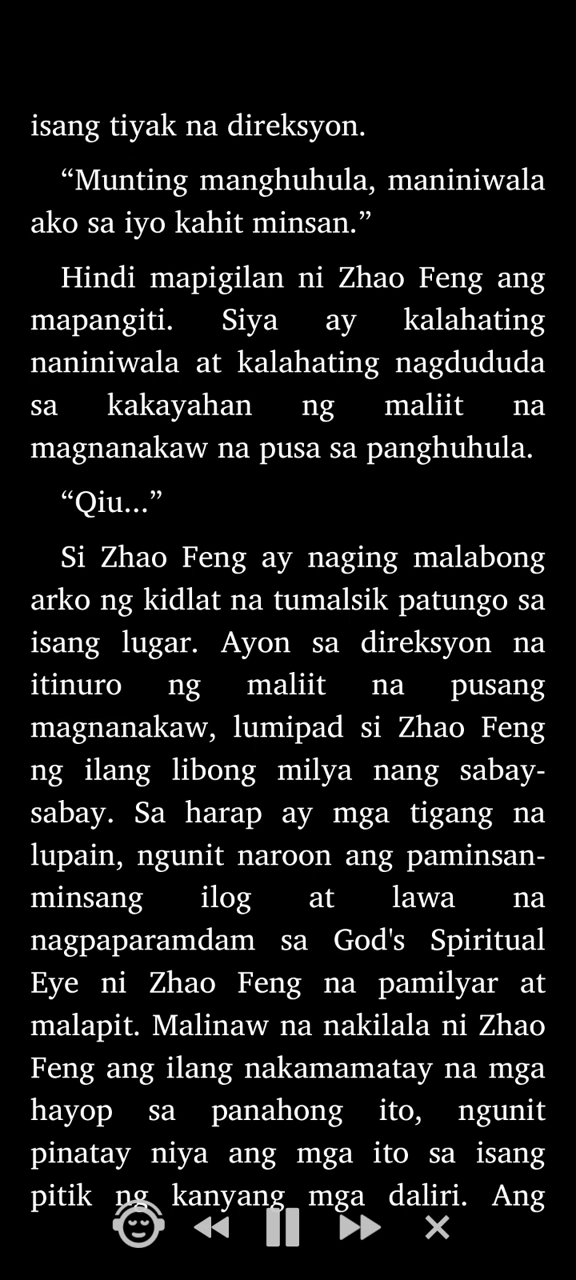 isang tiyak na direksyon.
“Munting manghuhula, maniniwala
ako sa iyo kahit minsan.”
Hindi mapigilan ni Zhao Feng ang
mapangiti. Siya ay kalahating
naniniwala at kalahating nagdududa
sa kakayahan ng maliit na
magnanakaw na pusa sa panghuhula.
“Qiu...”
Si Zhao Feng ay naging malabong
arko ng kidlat na tumalsik patungo sa
isang lugar. Ayon sa direksyon na
itinuro ng maliit na pusang
magnanakaw, lumipad si Zhao Feng
ng ilang libong milya nang sabay-
sabay. Sa harap ay mga tigang na
lupain, ngunit naroon ang paminsan-
minsang ilog at lawa na
nagpaparamdam sa God's Spiritual
Eye ni Zhao Feng na pamilyar at
malapit. Malinaw na nakilala ni Zhao
Feng ang ilang nakamamatay na mga
hayop sa panahong ito, ngunit
pinatay niya ang mga ito sa isang
pitik ng kanyang mga daliri. Ang